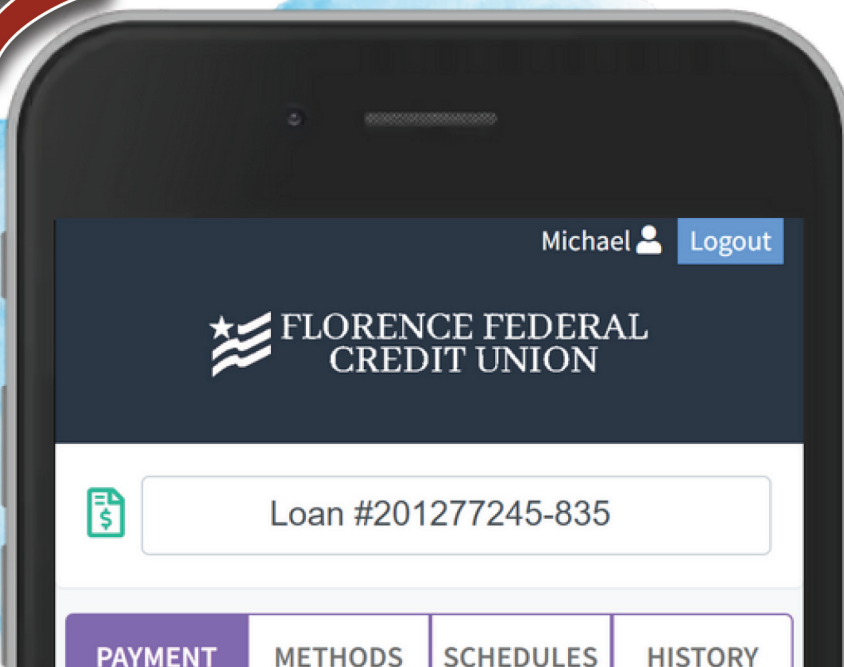 Michael
Logout
FLORENCE FEDERAL
CREDIT UNION
Loan #201277245-835
PAYMENT
METHODS
SCHEDULES
HISTORY